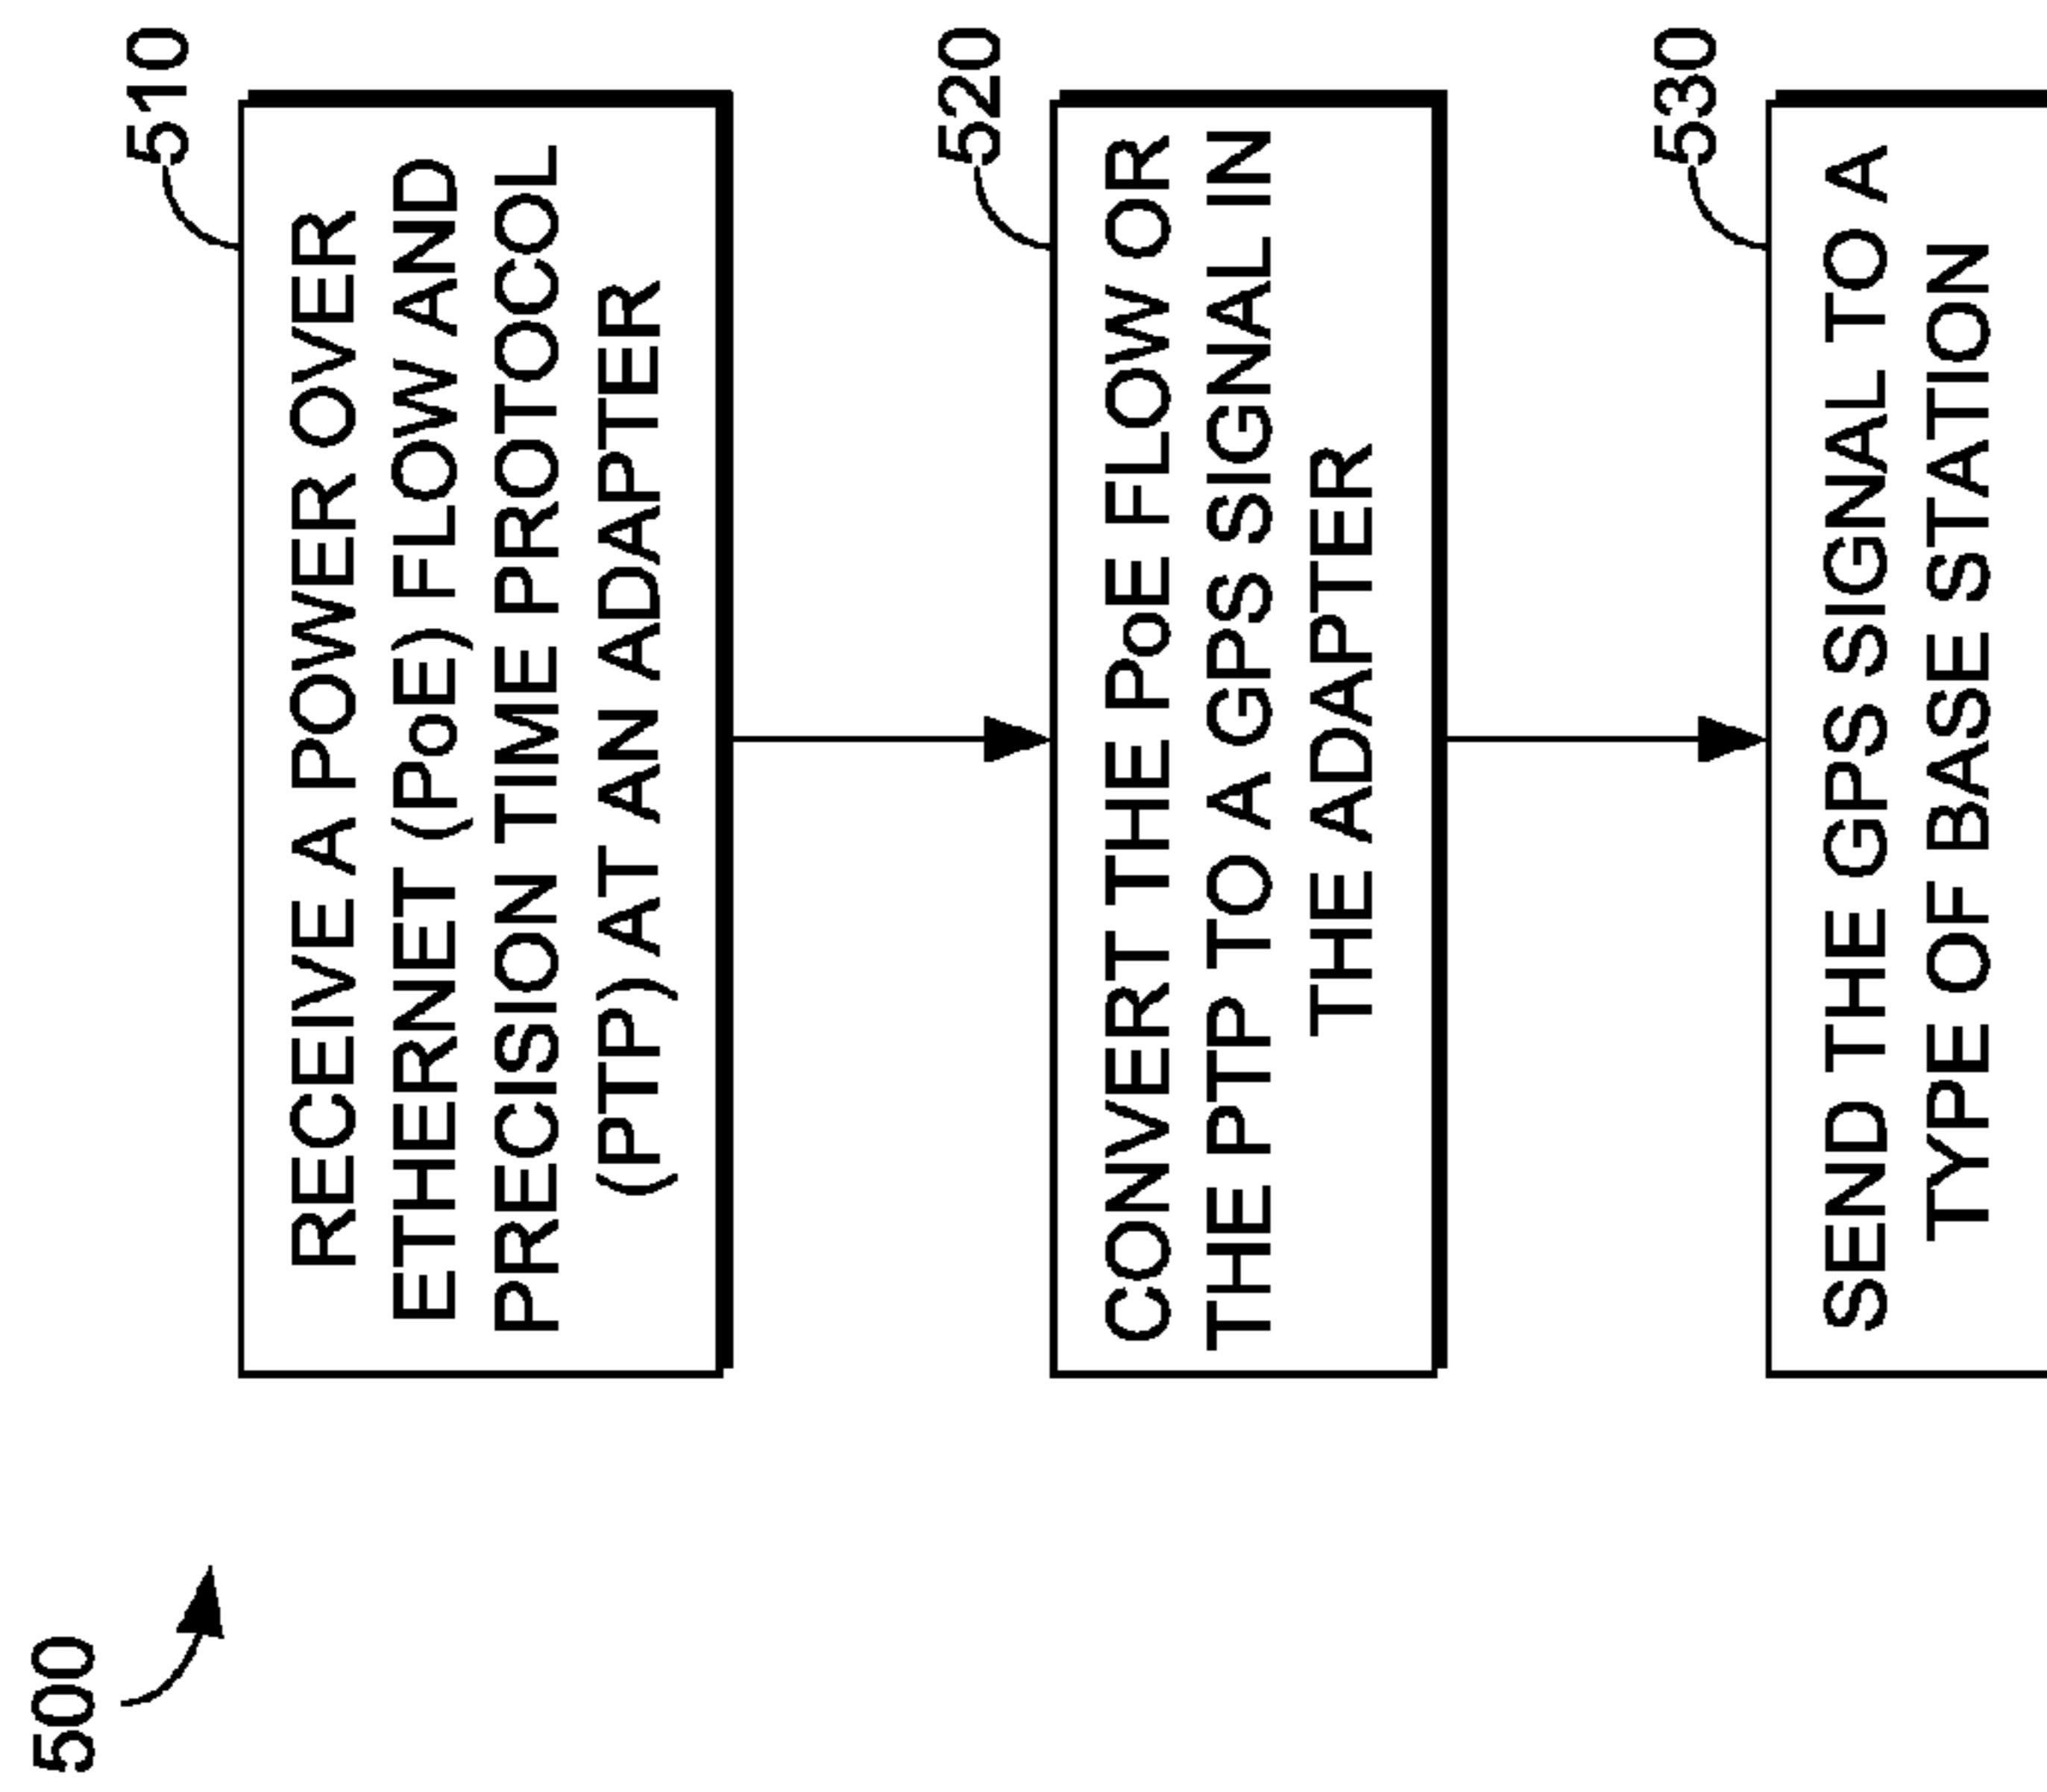 500
510
RECEIVE A POWER OVER
ETHERNET (PoE) FLOW AND
PRECISION TIME PROTOCOL
(PTP) AT AN ADAPTER
520
CONVERT THE PoE FLOW OR
THE PTP TO A GPS SIGNAL IN
THE ADAPTER
530
SEND THE GPS SIGNAL TO A
TYPE OF BASE STATION